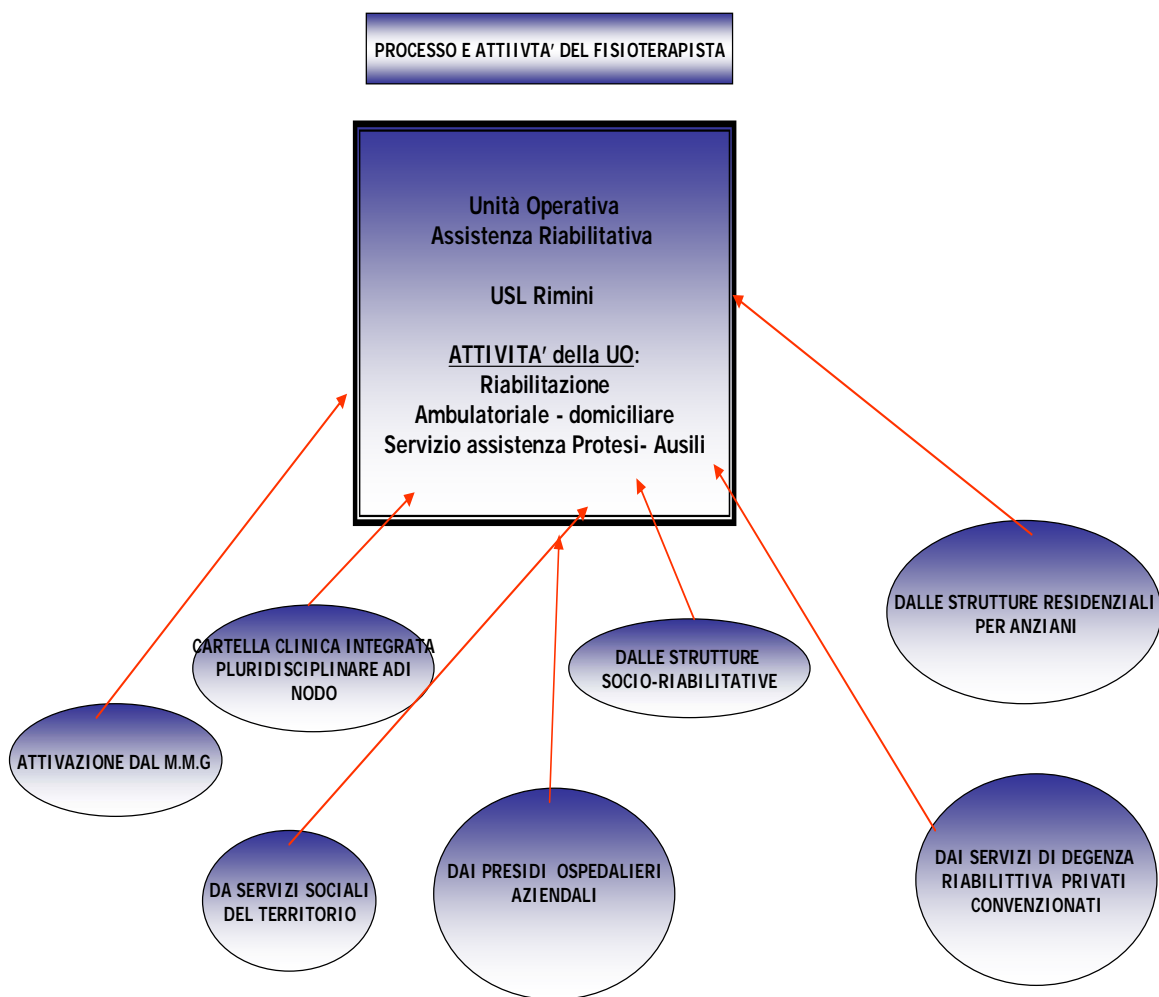 PROCESSO E ATTIIVTA' DEL FISIOTERAPISTA
Unità Operativa
Assistenza Riabilitativa
USL Rimini
ATTIVITA' della UO:
Riabilitazione
Ambulatoriale - domiciliare
Servizio assistenza Protesi- Ausili
DALLE STRUTTURE RESIDENZIALI
PER ANZIANI
CARTELLA CLINICA INTEGRATA
PLURIDISCIPLINARE ADI
NODO
DALLE STRUTTURE
SOCIO-RIABILITATIVE
ATTIVAZIONE DAL M.M.G
DA SERVIZI SOCIALI
DEL TERRITORIO
DAI PRESIDI OSPEDALIERI
AZIENDALI
DAI SERVIZI DI DEGENZA
RIABILITTIVA PRIVATI
CONVENZIONATI